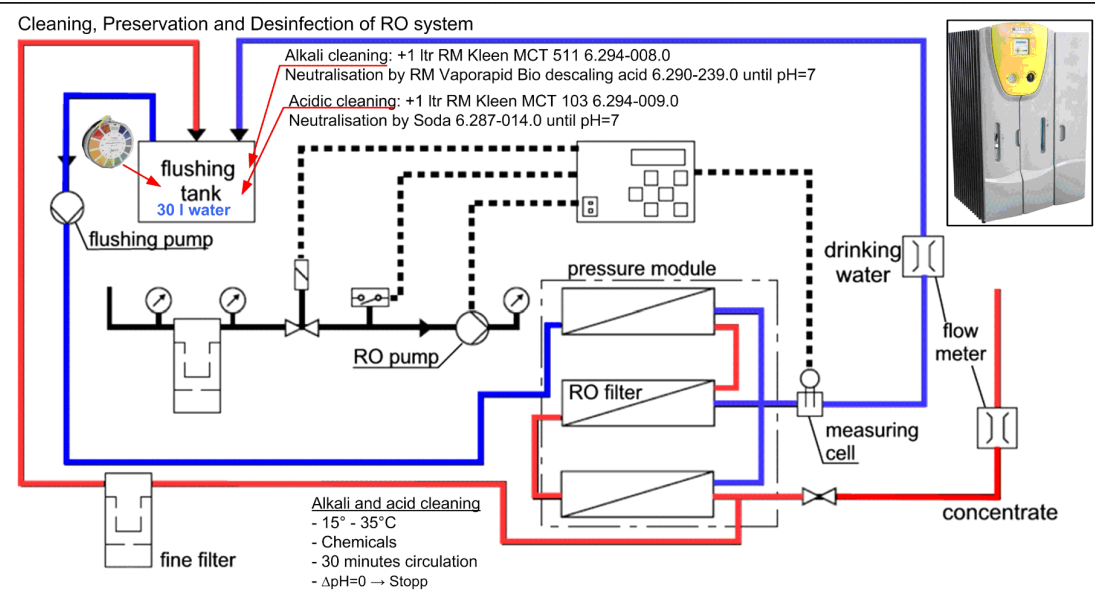 Cleaning, Preservation and Desinfection of RO system
Alkali cleaning: +1 ltr RM Kleen MCT 511 6.294-008.0
Neutralisation by RM Vaporapid Bio descaling acid 6.290-239.0 until pH=7
Acidic cleaning: +1 ltr RM Kleen MCT 103 6.294-009.0
Neutralisation by Soda 6.287-014.0 until pH=7
flushing
tank
30 l water
flushing pump
drinking
water
pressure module
flow
meter
RO pump
RO filter
measuring
cell
Alkali and acid cleaning
- 15° - 35°C
- Chemicals
- 30 minutes circulation
- ΔpH=0 → Stopp
concentrate
fine filter